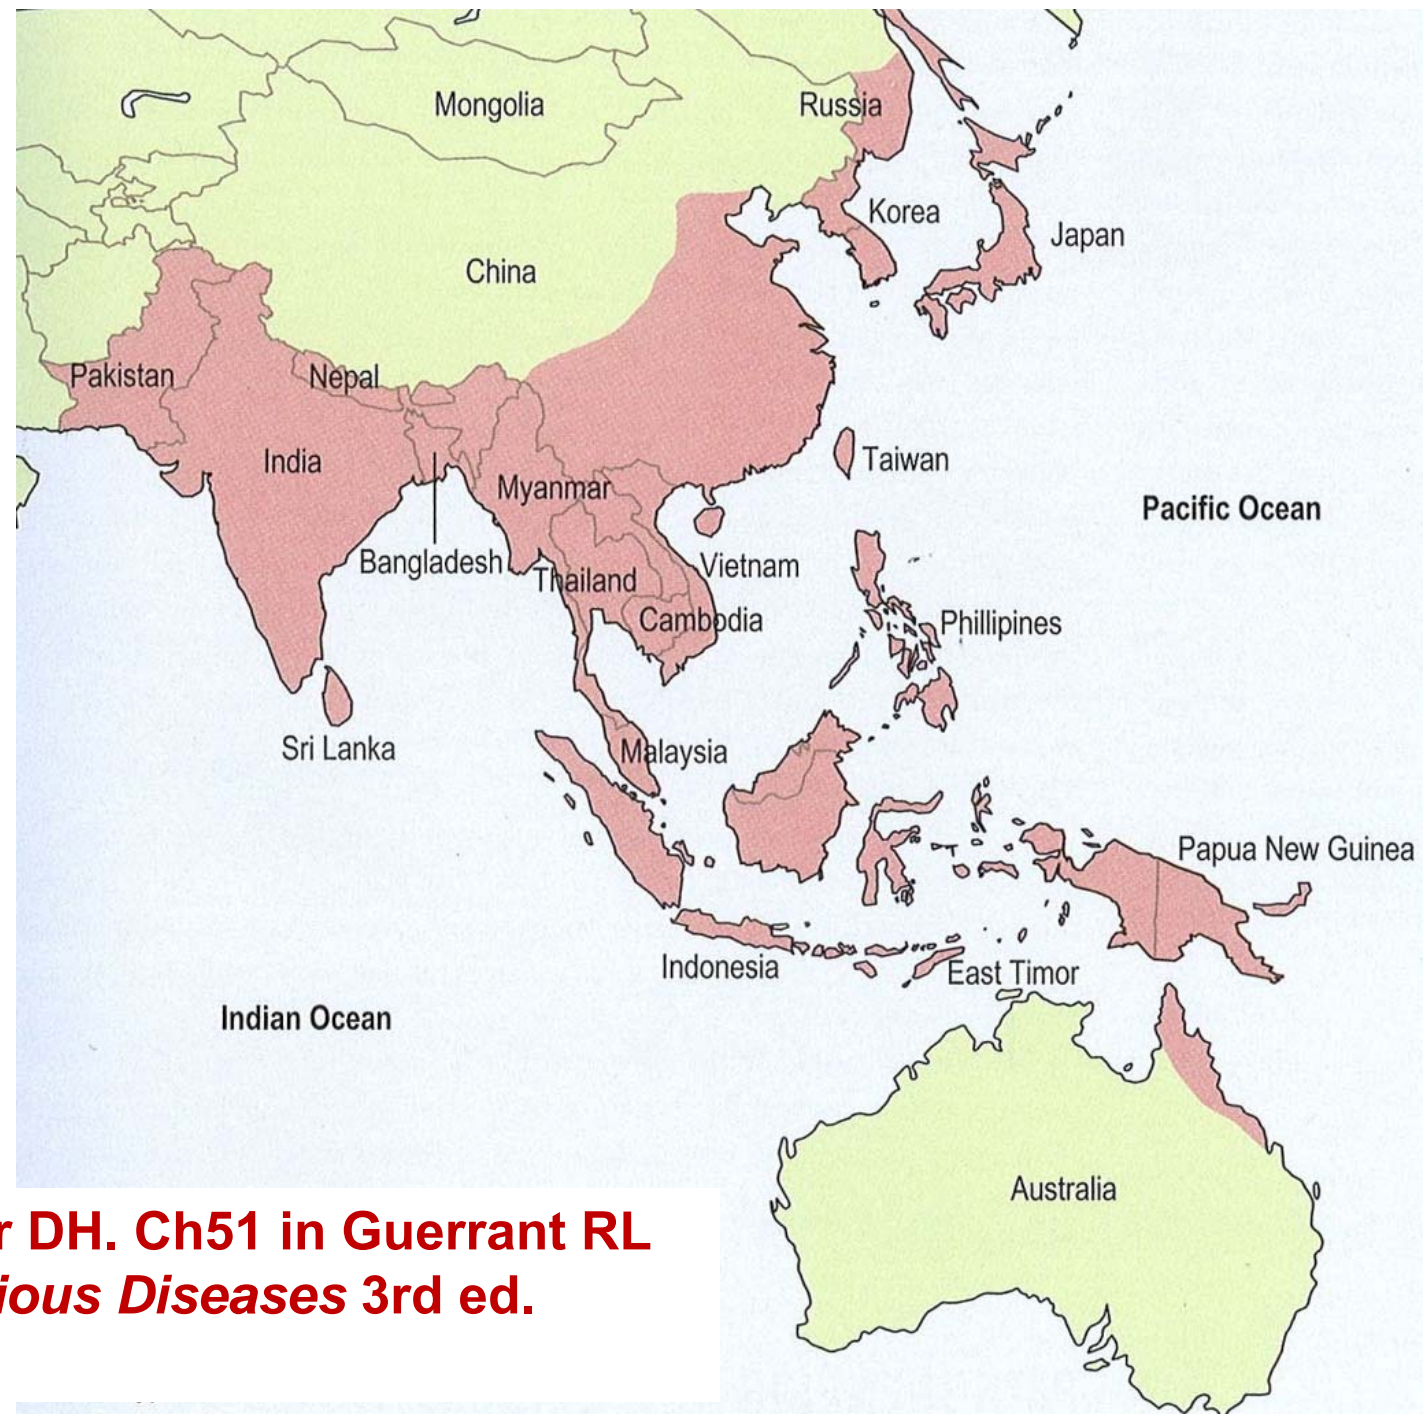 Mongolia
Russia
Korea
Japan
China
Pakistan
Nepal
India
Taiwan
Myanmar
Pacific Ocean
Bangladesh
Thailand
Vietnam
Cambodia
Phillipines
Sri Lanka
Malaysia
Papua New Guinea
Indonesia
East Timor
Indian Ocean
Australia
r DH. Ch51 in Guerrant RL
ious Diseases 3rd ed.